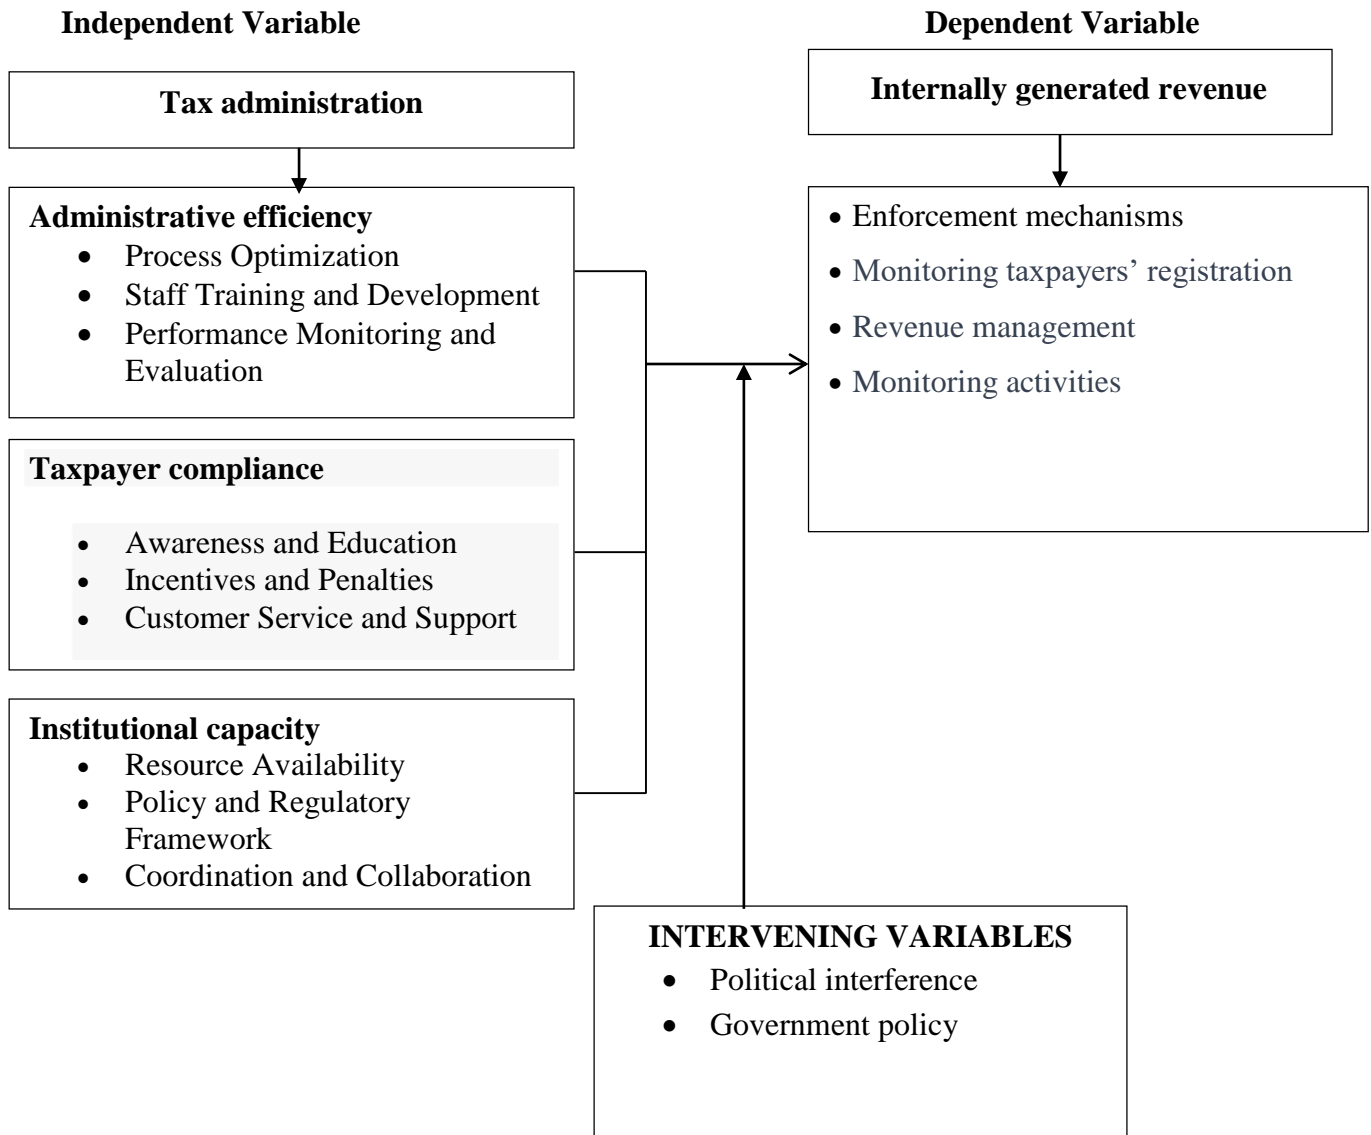 Independent Variable
Dependent Variable
Tax administration
Internally generated revenue
Administrative efficiency
• Process Optimization
• Staff Training and Development
• Performance Monitoring and
Evaluation
• Enforcement mechanisms
• Monitoring taxpayers’ registration
• Revenue management
• Monitoring activities
Taxpayer compliance
• Awareness and Education
• Incentives and Penalties
• Customer Service and Support
Institutional capacity
• Resource Availability
• Policy and Regulatory
Framework
• Coordination and Collaboration
INTERVENING VARIABLES
• Political interference
• Government policy